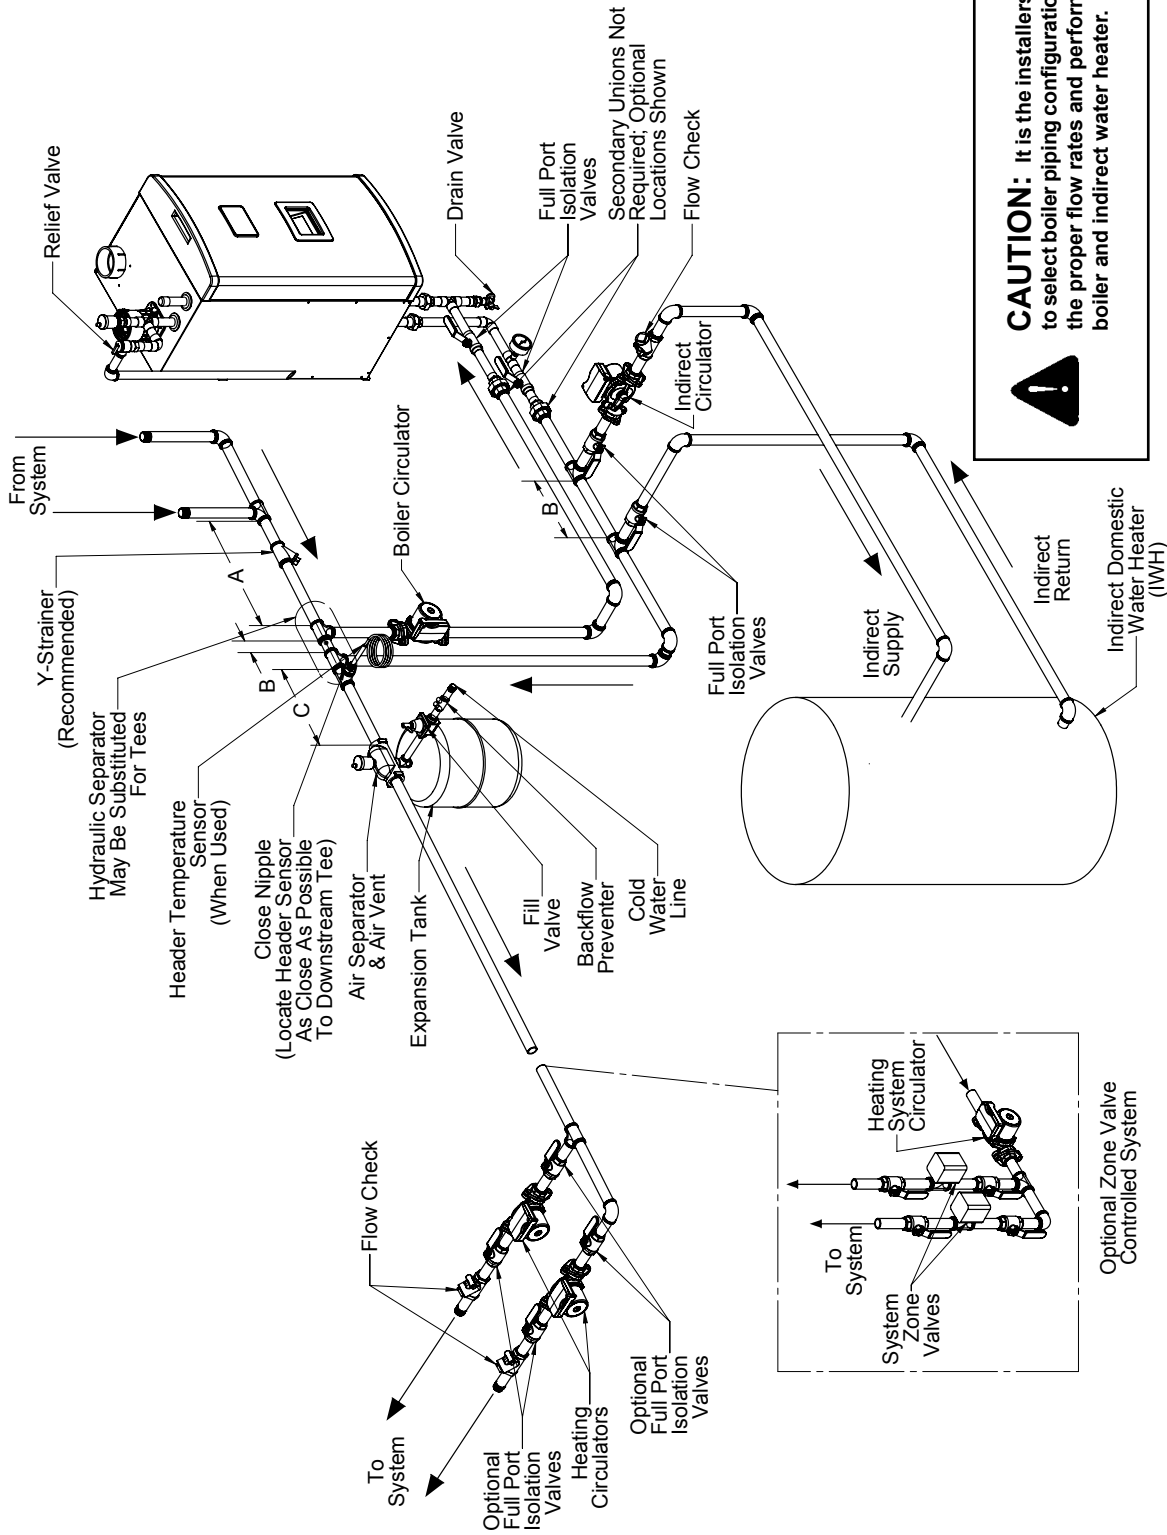 Relief Valve
Drain Valve
Full Port
Isolation
Valves
Secondary Unions Not
Required; Optional
Locations Shown
Flow Check
From
System
Y-Strainer
(Recommended)
A
Hydraulic Separator
May Be Substituted
For Tees
B
C
Header Temperature
Sensor
(When Used)
Close Nipple
(Locate Header Sensor
As Close As Possible
To Downstream Tee)
Air Separator
& Air Vent
Expansion Tank
Fill
Valve
Backflow
Preventer
Cold
Water
Line
Boiler Circulator
B
Indirect
Circulator
Full Port
Isolation
Valves
Indirect
Supply
Indirect
Return
Indirect Domestic
Water Heater
(IWH)
CAUTION: It is the installers
to select boiler piping configuration
the proper flow rates and perform
boiler and indirect water heater.
Flow Check
To
System
Optional
Full Port
Isolation
Valves
Heating
Circulators
Optional
Full Port
Isolation
Valves
Heating
System
Circulator
To
System
System
Zone
Valves
Optional Zone Valve
Controlled System